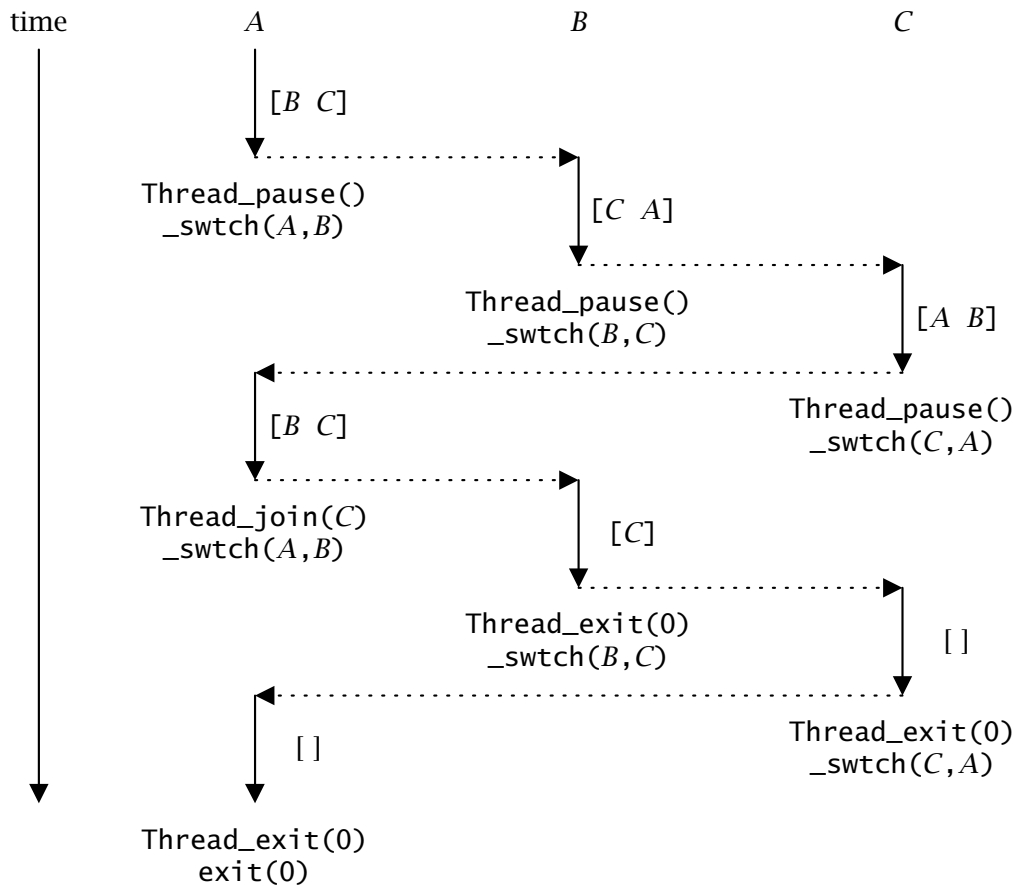 time A B C
[B C]
Thread_pause()
_swtch(A,B)
[C A]
Thread_pause()
_swtch(B,C)
[A B]
Thread_pause()
_swtch(C,A)
[B C]
Thread_join(C)
_swtch(A,B)
[C]
Thread_exit(0)
_swtch(B,C)
[ ]
Thread_exit(0)
_swtch(C,A)
[ ]
Thread_exit(0)
exit(0)